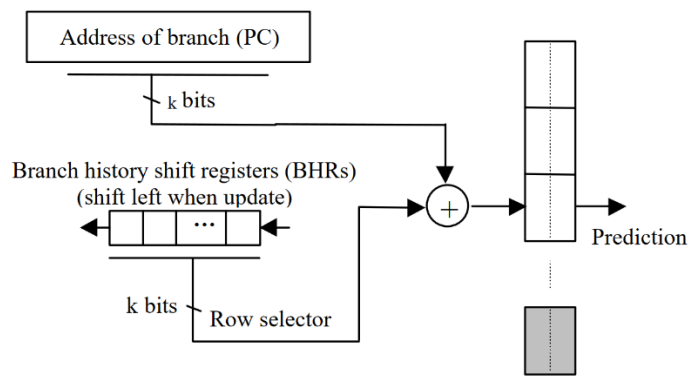 Address of branch (PC)
k bits
Branch history shift registers (BHRs)
(shift left when update)
...
+
Prediction
k bits
Row selector